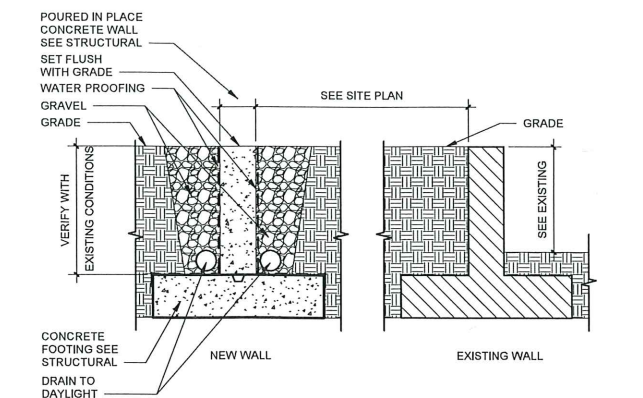 POURED IN PLACE
CONCRETE WALL
SEE STRUCTURAL
SET FLUSH
WITH GRADE
WATER PROOFING
GRAVEL
GRADE
SEE SITE PLAN
GRADE
VERIFY WITH
EXISTING CONDITIONS
SEE EXISTING
CONCRETE
FOOTING SEE
STRUCTURAL
DRAIN TO
DAYLIGHT
NEW WALL
EXISTING WALL